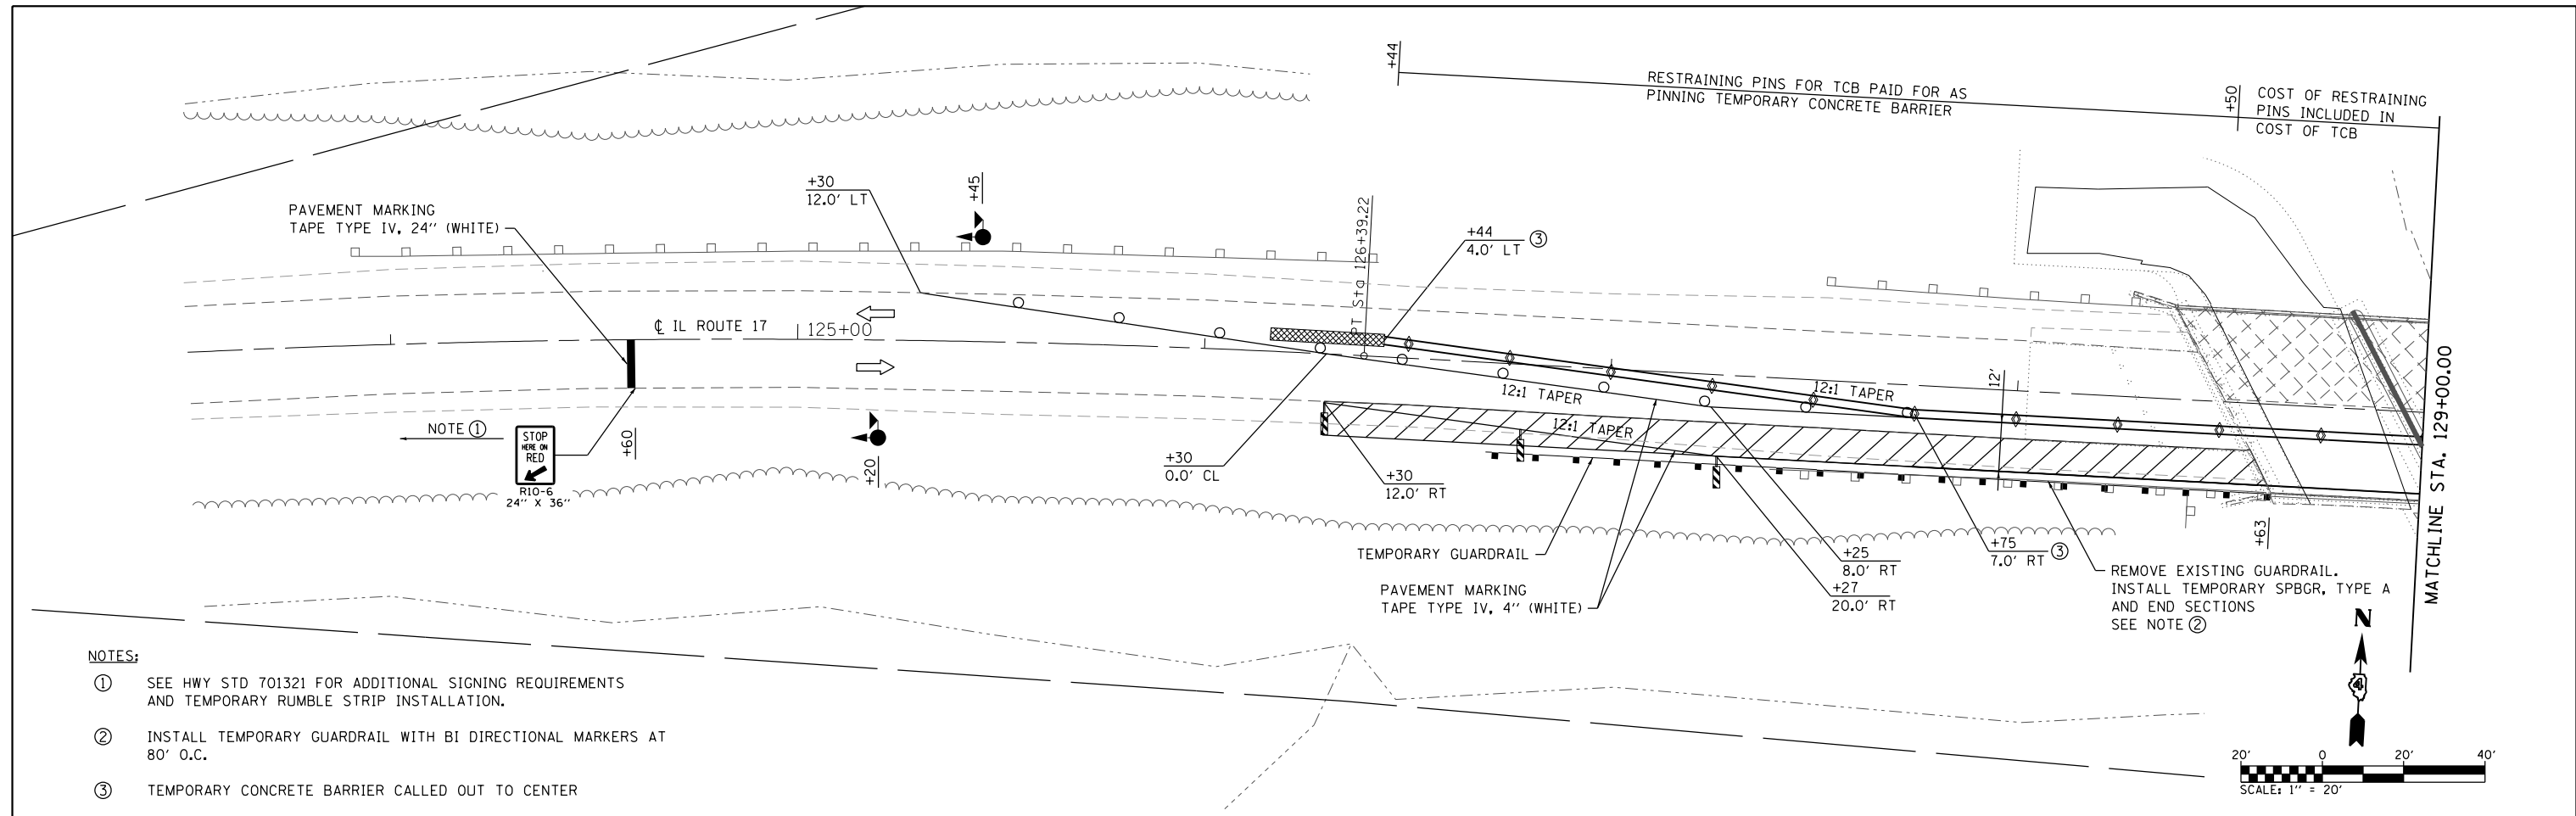 +44
RESTRAINING PINS FOR TCB PAID FOR AS
PINNING TEMPORARY CONCRETE BARRIER
+50
COST OF RESTRAINING
PINS INCLUDED IN
COST OF TCB
PAVEMENT MARKING
TAPE TYPE IV, 24'' (WHITE)
+30
12.0' LT
+45
PT Sta 126+39.22
+44
4.0' LT
③
℄ IL ROUTE 17
125+00
12:1 TAPER
12:1 TAPER
12'
12:1 TAPER
NOTE ①
STOP
HERE ON
RED
R10-6
24'' X 36''
+60
+20
+30
0.0' CL
+30
12.0' RT
TEMPORARY GUARDRAIL
PAVEMENT MARKING
TAPE TYPE IV, 4'' (WHITE)
+25
8.0' RT
+27
20.0' RT
+75
7.0' RT
③
+63
REMOVE EXISTING GUARDRAIL.
INSTALL TEMPORARY SPBGR, TYPE A
AND END SECTIONS
SEE NOTE ②
MATCHLINE STA. 129+00.00
N
20' 0 20' 40'
SCALE: 1'' = 20'
NOTES:
① SEE HWY STD 701321 FOR ADDITIONAL SIGNING REQUIREMENTS
AND TEMPORARY RUMBLE STRIP INSTALLATION.
② INSTALL TEMPORARY GUARDRAIL WITH BI DIRECTIONAL MARKERS AT
80' O.C.
③ TEMPORARY CONCRETE BARRIER CALLED OUT TO CENTER